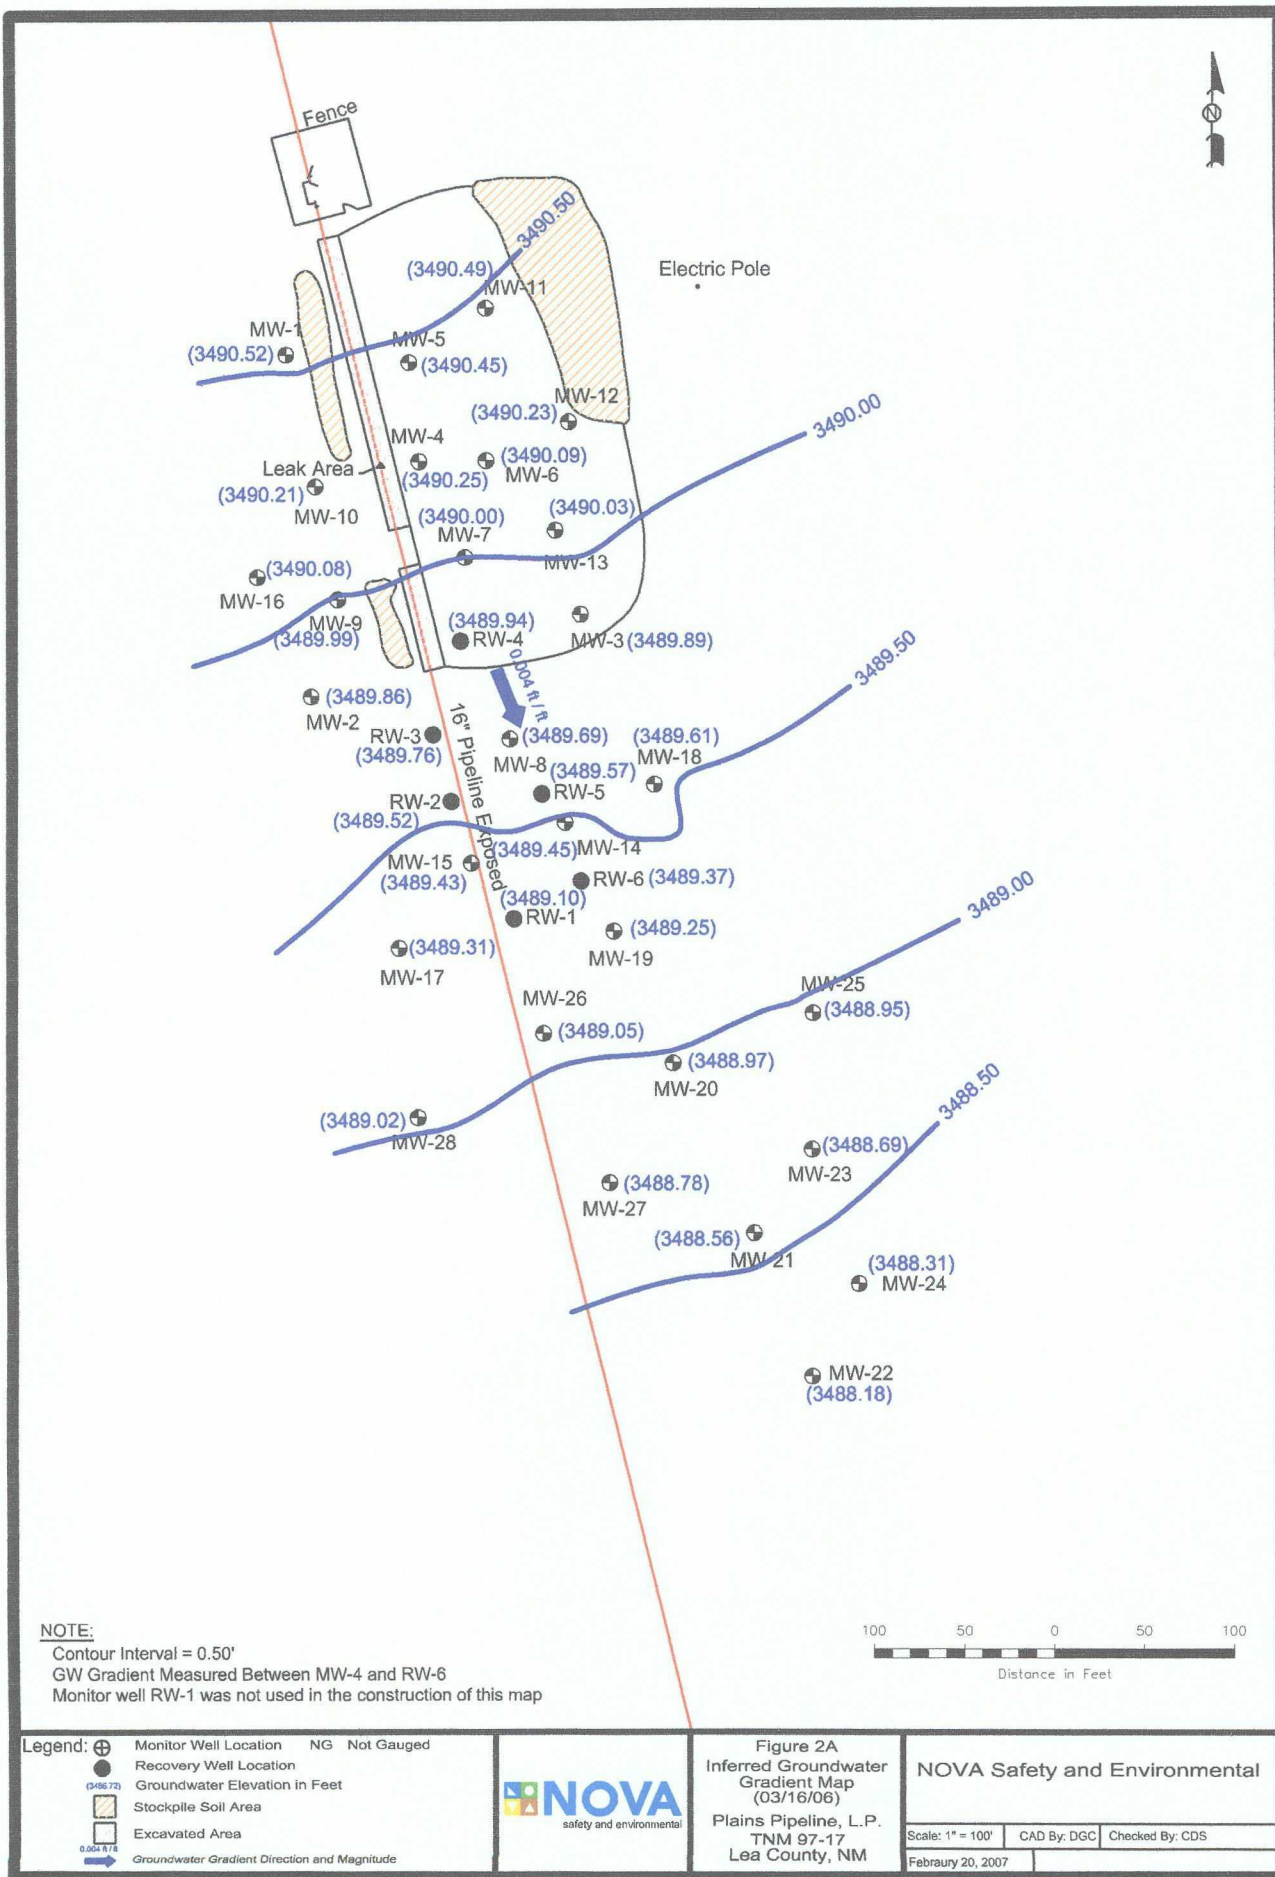 Fence
N
3490.50
(3490.49)
MW-11
Electric Pole
MW-1
(3490.52)
MW-5
(3490.45)
MW-12
(3490.23)
3490.00
MW-4
Leak Area
(3490.09)
MW-6
(3490.25)
(3490.21)
MW-10
(3490.03)
(3490.00)
MW-7
MW-13
(3490.08)
MW-16
MW-9
(3489.99)
(3489.94)
RW-4
MW-3 (3489.89)
0.004 ft / ft
3489.50
(3489.86)
MW-2
16" Pipeline Exposed
RW-3
(3489.76)
(3489.69)
MW-8
(3489.61)
MW-18
(3489.57)
RW-5
RW-2
(3489.52)
(3489.45)
MW-14
MW-15
(3489.43)
RW-6 (3489.37)
(3489.10)
RW-1
(3489.25)
MW-19
(3489.31)
MW-17
3489.00
MW-26
(3489.05)
MW-25
(3488.95)
(3488.97)
MW-20
3488.50
(3489.02)
MW-28
(3488.69)
MW-23
(3488.78)
MW-27
(3488.56)
MW-21
(3488.31)
MW-24
MW-22
(3488.18)
NOTE:
Contour Interval = 0.50'
GW Gradient Measured Between MW-4 and RW-6
Monitor well RW-1 was not used in the construction of this map
100 50 0 50 100
Distance in Feet
Legend:
Monitor Well Location NG Not Gauged
Recovery Well Location
(3486.72) Groundwater Elevation in Feet
Stockpile Soil Area
Excavated Area
0.004 ft / ft
Groundwater Gradient Direction and Magnitude
NOVA
safety and environmental
Figure 2A
Inferred Groundwater
Gradient Map
(03/16/06)
Plains Pipeline, L.P.
TNM 97-17
Lea County, NM
NOVA Safety and Environmental
Scale: 1" = 100' CAD By: DGC Checked By: CDS
Febraury 20, 2007